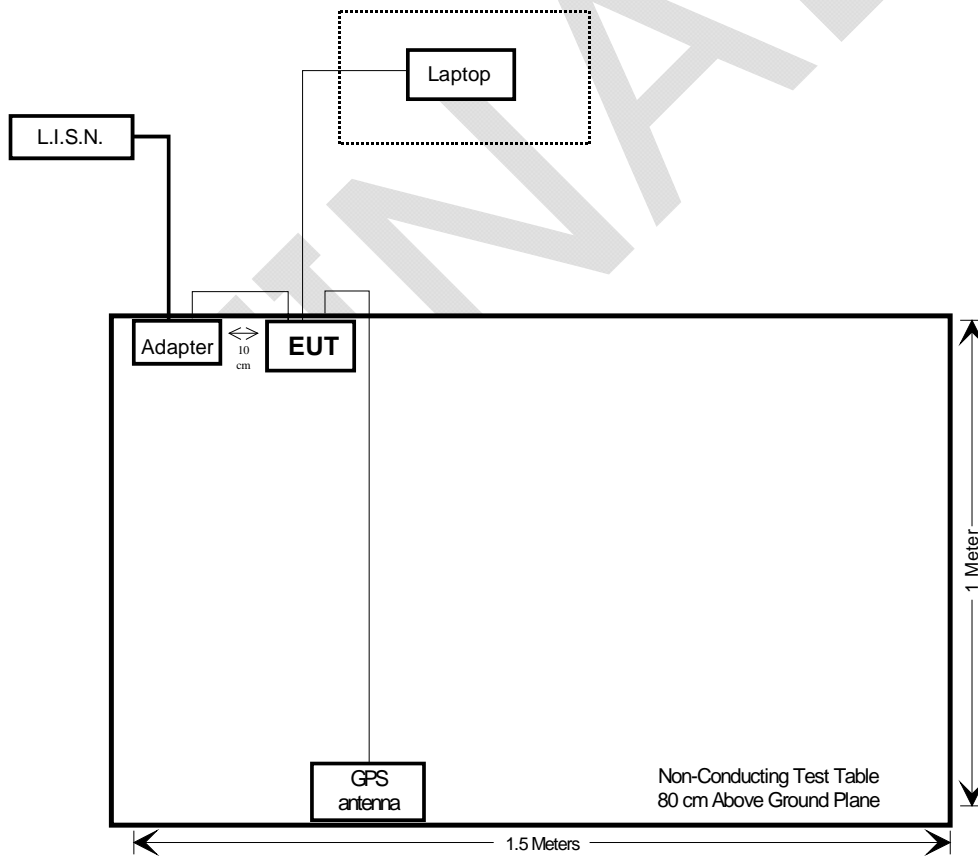 Laptop
L.I.S.N.
Adapter
10
cm
EUT
1 Meter
GPS
antenna
Non-Conducting Test Table
80 cm Above Ground Plane
1.5 Meters